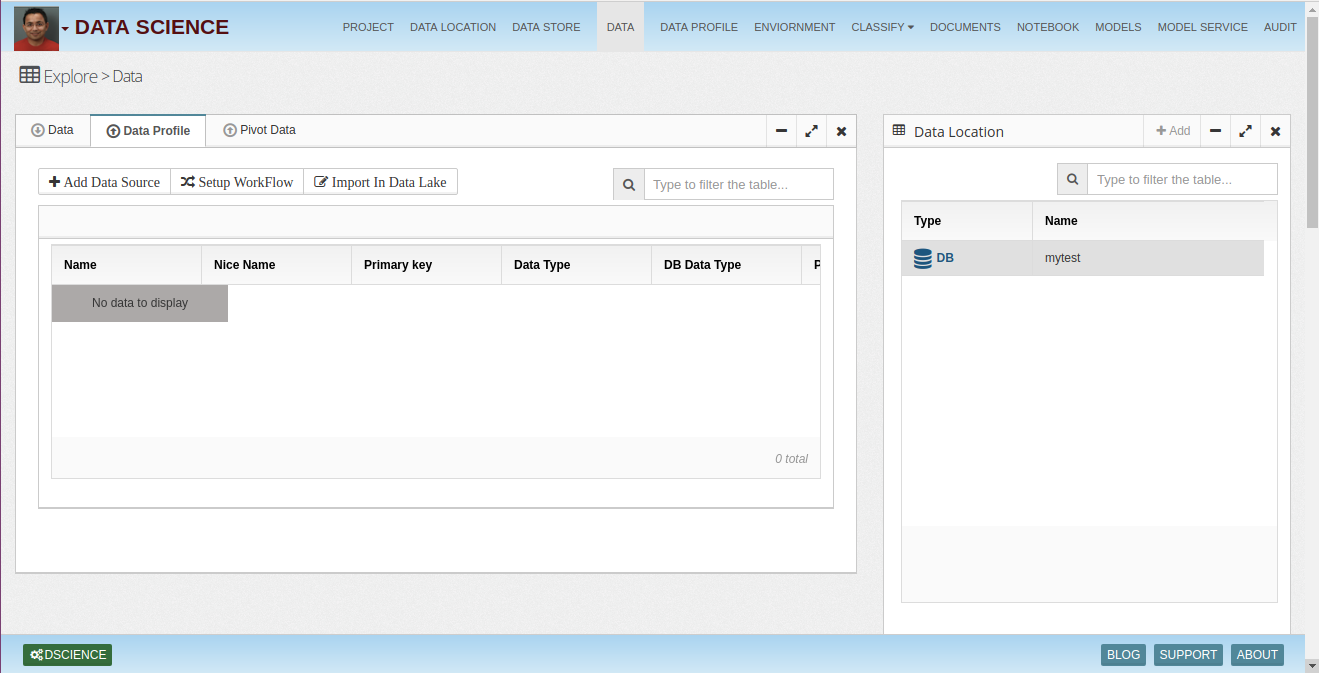 DATA SCIENCE PROJECT DATA LOCATION DATA STORE DATA DATA PROFILE ENVIORNMENT CLASSIFY DOCUMENTS NOTEBOOK MODELS MODEL SERVICE AUDIT
Explore > Data
Data Data Profile Pivot Data
Add Data Source Setup WorkFlow Import In Data Lake Type to filter the table...
Name Nice Name Primary key Data Type DB Data Type
No data to display
0 total
Data Location Add
Type to filter the table...
Type Name
DB mytest
DSCIENCE BLOG SUPPORT ABOUT